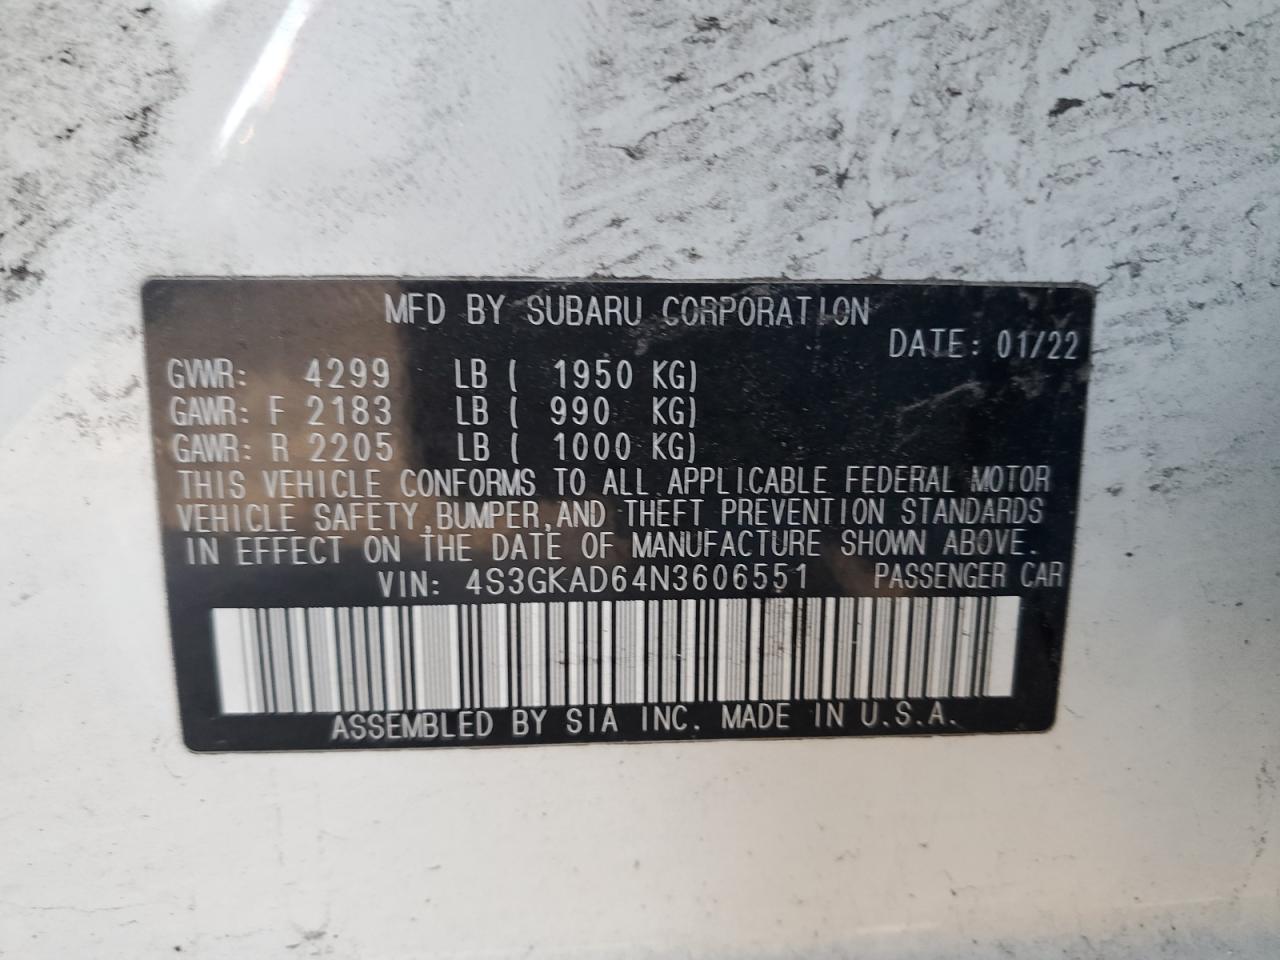 MFD BY SUBARU CORPORATION
DATE: 01/22
GVWR: 4299 LB ( 1950 KG)
GAWR: F 2183 LB ( 990 KG)
GAWR: R 2205 LB ( 1000 KG)
THIS VEHICLE CONFORMS TO ALL APPLICABLE FEDERAL MOTOR
VEHICLE SAFETY, BUMPER, AND THEFT PREVENTION STANDARDS
IN EFFECT ON THE DATE OF MANUFACTURE SHOWN ABOVE.
VIN: 4S3GKAD64N3606551 PASSENGER CAR
ASSEMBLED BY SIA INC. MADE IN U.S.A.